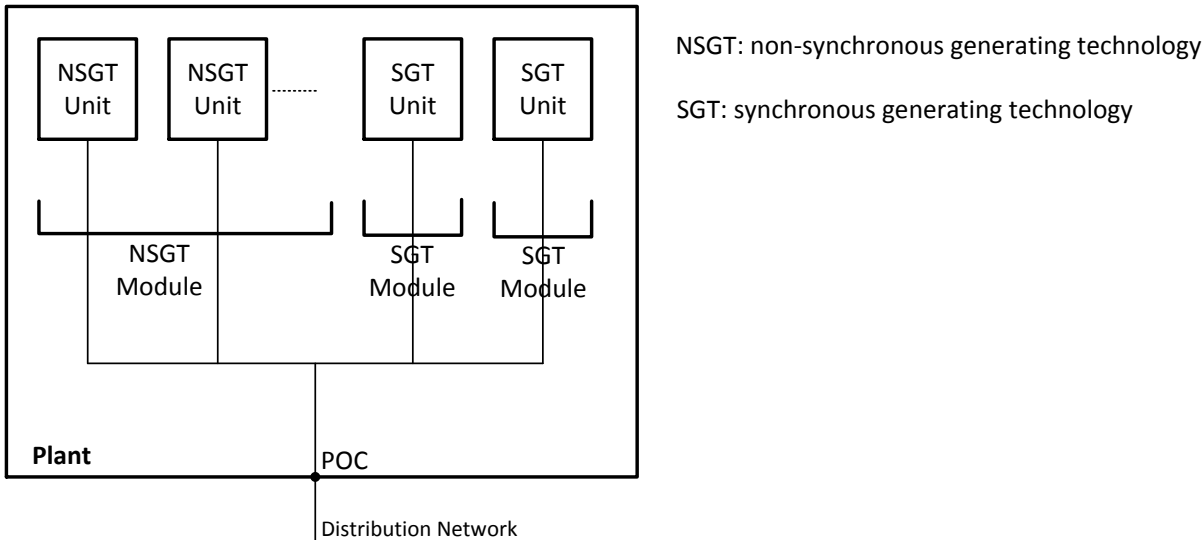 NSGT
Unit
NSGT
Unit
SGT
Unit
SGT
Unit
NSGT: non-synchronous generating technology
SGT: synchronous generating technology
NSGT
Module
SGT
Module
SGT
Module
Plant
POC
Distribution Network